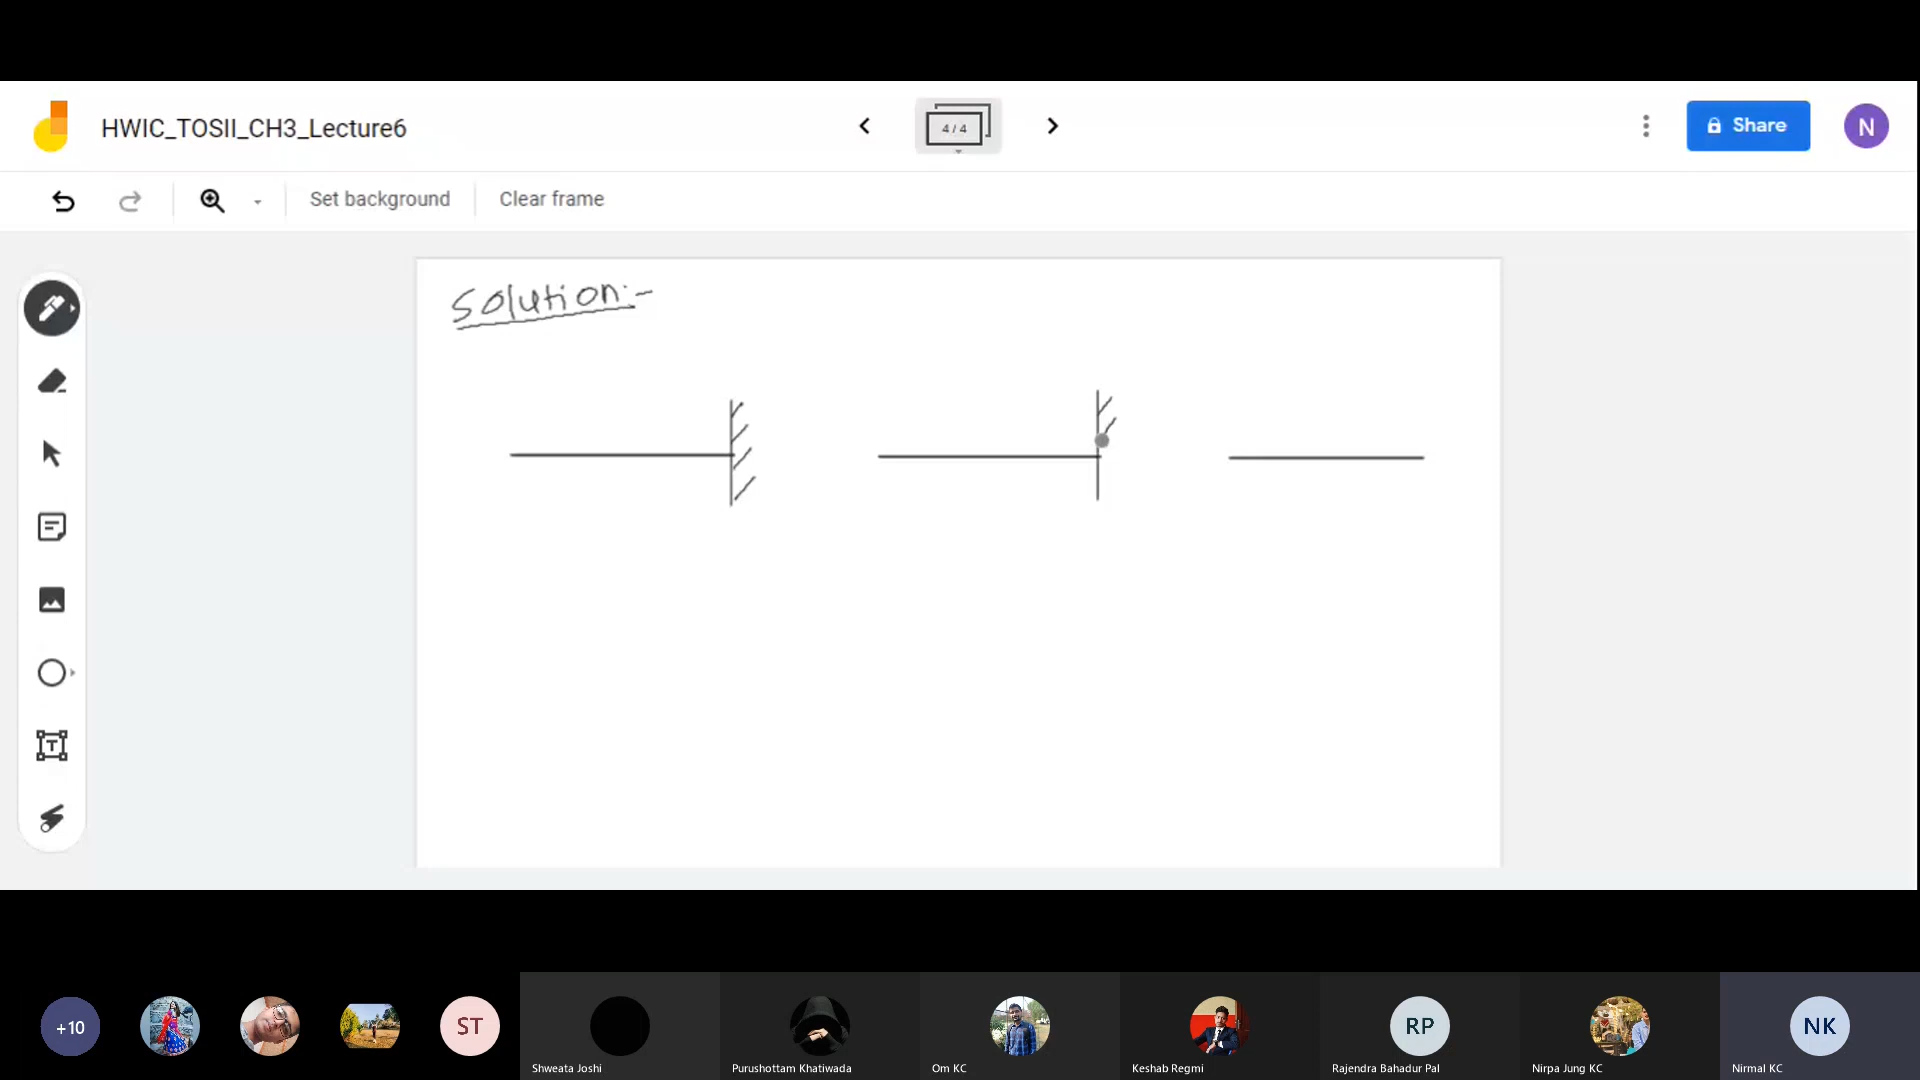 HWIC_TOSII_CH3_Lecture6
4 / 4
Share
N
Set background
Clear frame
Solution:-
+10
ST
RP
NK
Shweata Joshi
Purushottam Khatiwada
Om KC
Keshab Regmi
Rajendra Bahadur Pal
Nirpa Jung KC
Nirmal KC